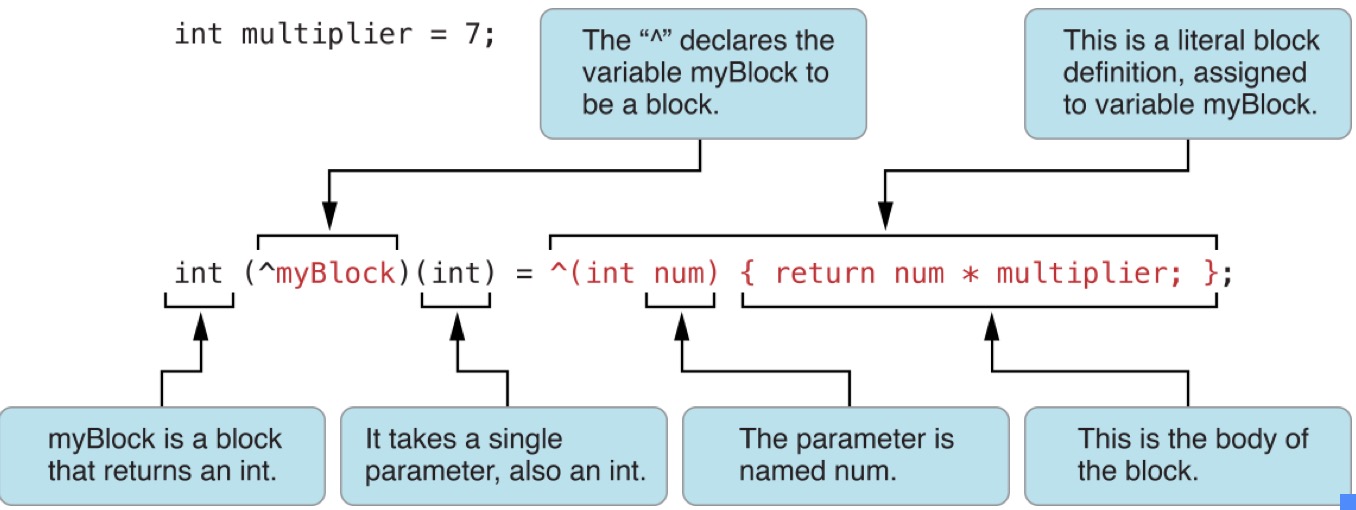 int multiplier = 7;
The “^” declares the
variable myBlock to
be a block.
This is a literal block
definition, assigned
to variable myBlock.
int (^myBlock)(int) = ^(int num) { return num * multiplier; };
myBlock is a block
that returns an int.
It takes a single
parameter, also an int.
The parameter is
named num.
This is the body of
the block.